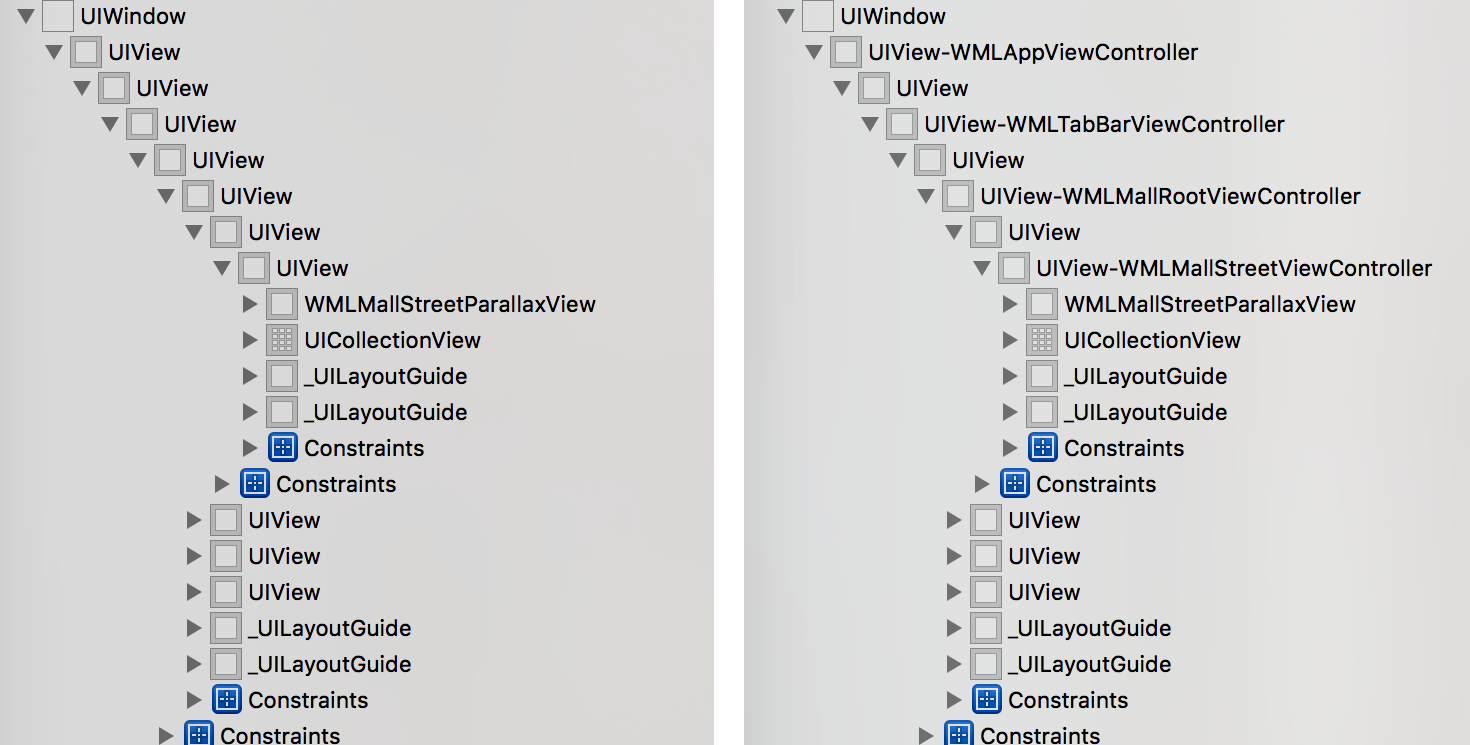 UIWindow
UIView
UIView
UIView
UIView
UIView
UIView
UIView
WMLMallStreetParallaxView
UICollectionView
_UILayoutGuide
_UILayoutGuide
Constraints
Constraints
UIView
UIView
UIView
_UILayoutGuide
_UILayoutGuide
Constraints
Constraints
UIWindow
UIView-WMLAppViewController
UIView
UIView-WMLTabBarViewController
UIView
UIView-WMLMallRootViewController
UIView
UIView-WMLMallStreetViewController
WMLMallStreetParallaxView
UICollectionView
_UILayoutGuide
_UILayoutGuide
Constraints
Constraints
UIView
UIView
UIView
_UILayoutGuide
_UILayoutGuide
Constraints
Constraints